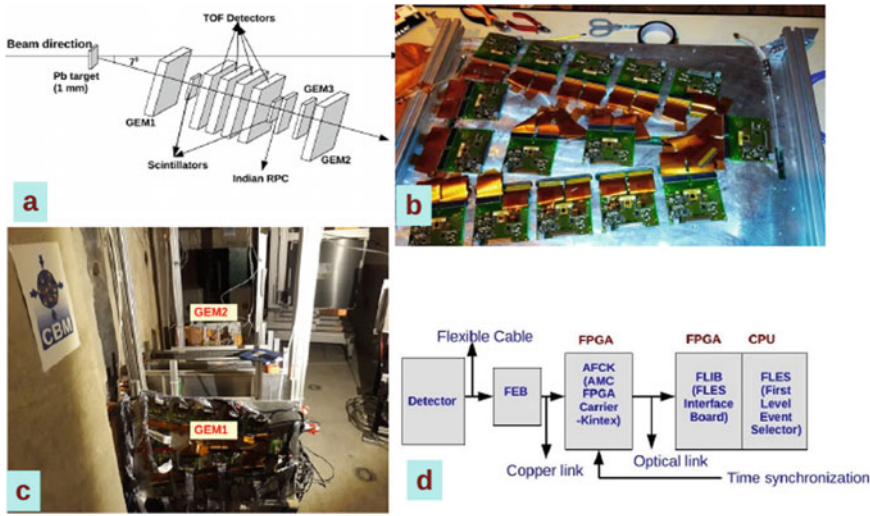 TOF Detectors
Beam direction
7⁰
Pb target
(1 mm)
GEM1
GEM3
GEM2
Scintillators
Indian RPC
a
b
CBM
GEM2
GEM1
c
Flexible Cable
FPGA
FPGA
CPU
Detector
FEB
AFCK
(AMC
FPGA
Carrier
-Kintex)
FLIB
(FLES
Interface
Board)
FLES
(First
Level
Event
Selector)
Copper link
Optical link
Time synchronization
d